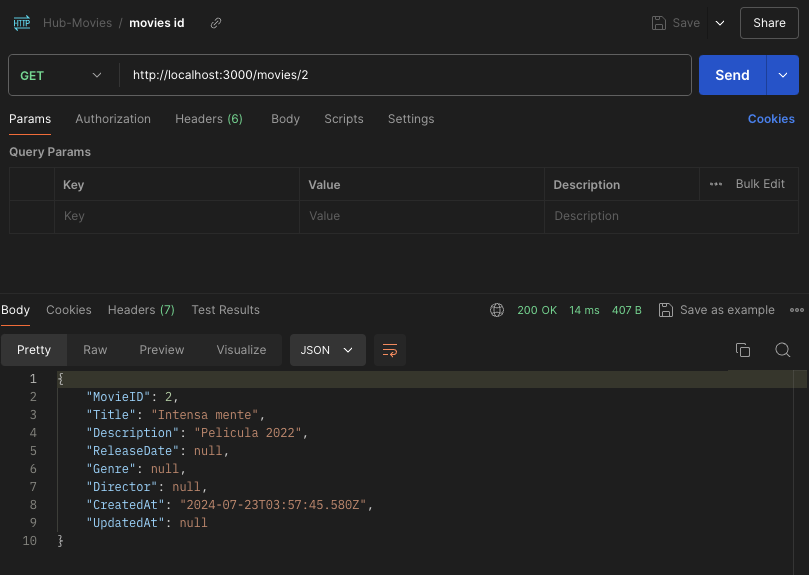 HTTP Hub-Movies / movies id Save Share
GET http://localhost:3000/movies/2 Send
Params Authorization Headers (6) Body Scripts Settings Cookies
Query Params
Key Value Description ••• Bulk Edit
Key Value Description
Body Cookies Headers (7) Test Results 200 OK 14 ms 407 B Save as example •••
Pretty Raw Preview Visualize JSON
1 {
2 "MovieID": 2,
3 "Title": "Intensa mente",
4 "Description": "Pelicula 2022",
5 "ReleaseDate": null,
6 "Genre": null,
7 "Director": null,
8 "CreatedAt": "2024-07-23T03:57:45.580Z",
9 "UpdatedAt": null
10 }